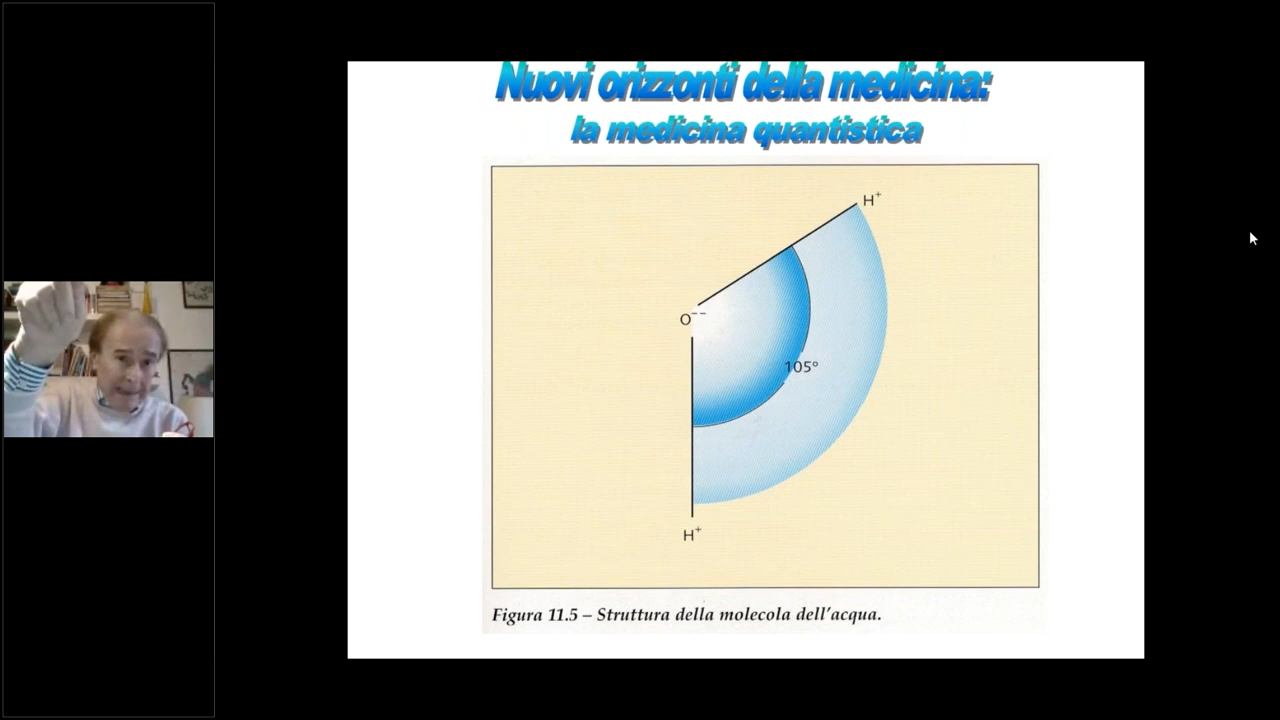 Nuovi orizzonti della medicina:
la medicina quantistica
H+
O--
105°
H+
Figura 11.5 – Struttura della molecola dell'acqua.